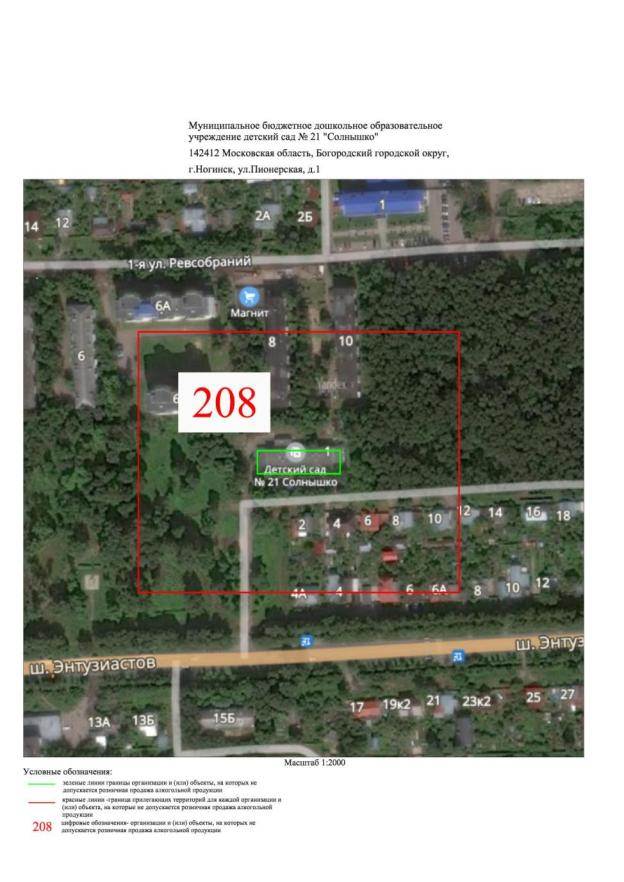 Муниципальное бюджетное дошкольное образовательное
учреждение детский сад № 21 "Солнышко"
142412 Московская область, Богородский городской округ,
г.Ногинск, ул.Пионерская, д.1
1
14
12
2А
2Б
1-я ул. Ревсобраний
6А
Магнит
6
8
10
Yandex
6
208
1
Детский сад
№ 21 Солнышко
2
4
6
8
10
12
14
16
18
4А
4
6
6А
8
10
12
ш. Энтузиастов
ш. Энтуз
13А
13Б
15Б
17
19к2
21
23к2
25
27
Масштаб 1:2000
Условные обозначения:
зеленые линии границы организации и (или) объекты, на которых не
допускается розничная продажа алкогольной продукции
красные линии -граница прилегающих территорий для каждой организации и
(или) объекта, на которые не допускается розничная продажа алкогольной
продукции
208
цифровые обозначения- организации и (или) объекты, на которых не
допускается розничная продажа алкогольной продукции